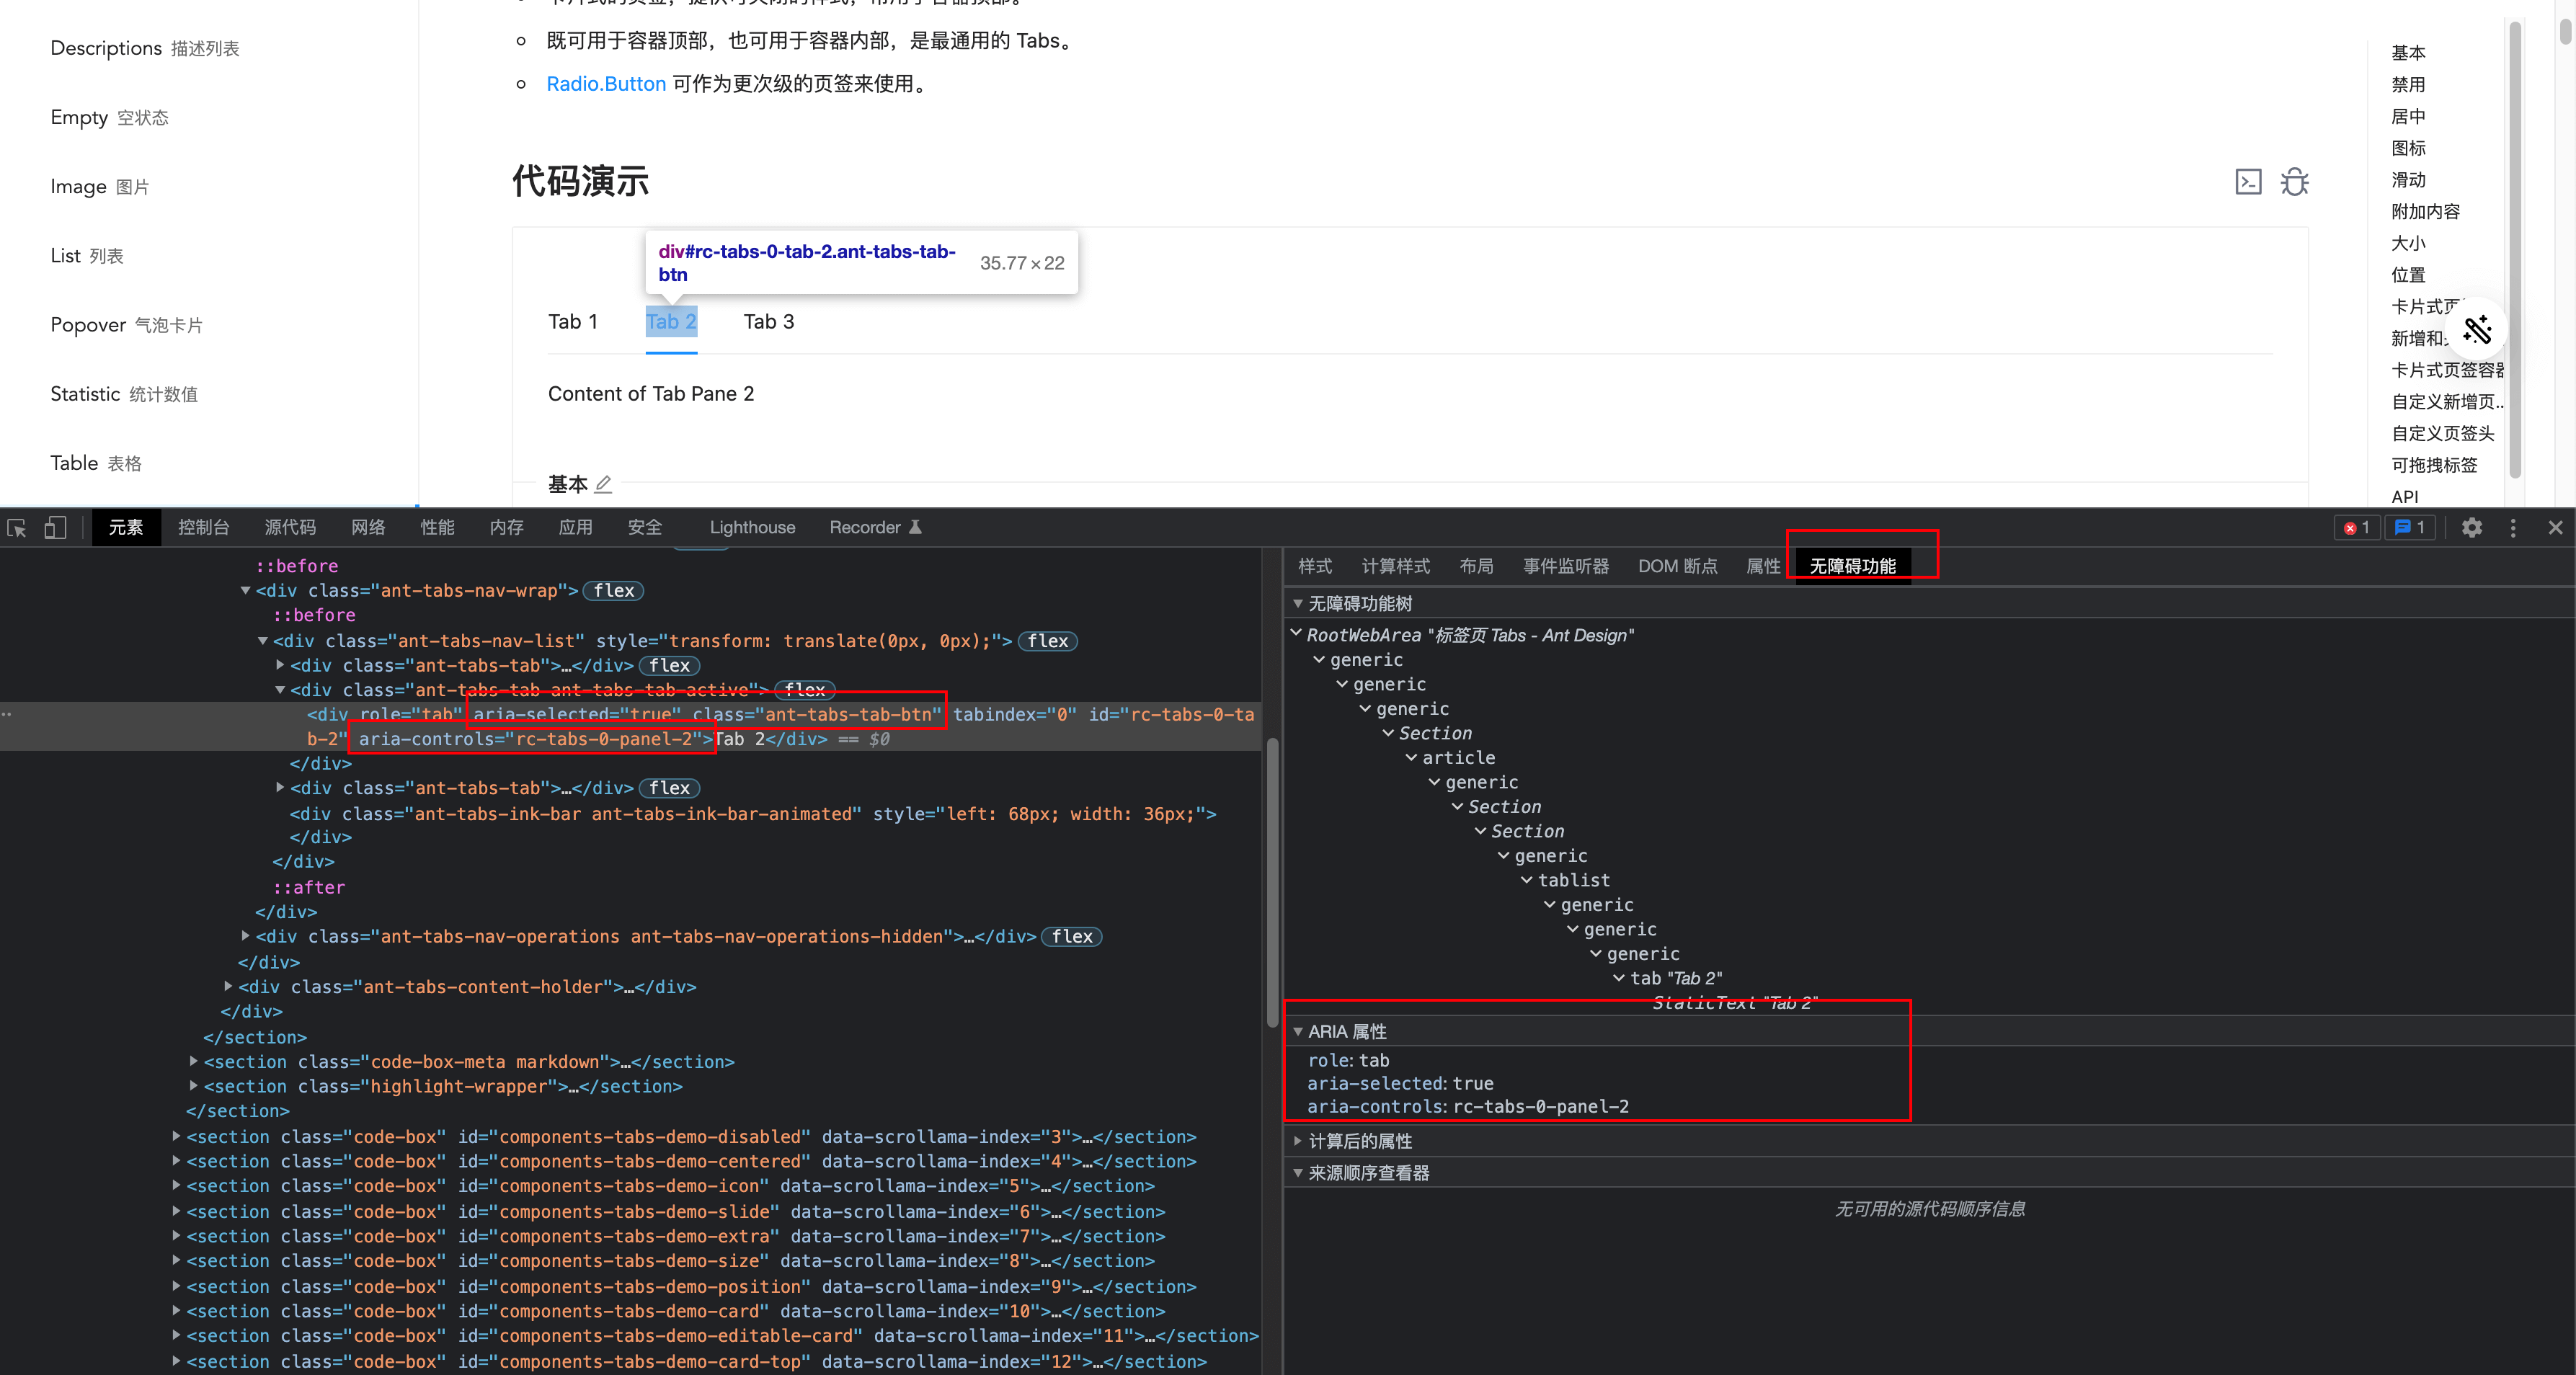 Descriptions 描述列表
Empty 空状态
Image 图片
List 列表
Popover 气泡卡片
Statistic 统计数值
Table 表格
既可用于容器顶部，也可用于容器内部，是最通用的 Tabs。
Radio.Button 可作为更次级的页签来使用。
代码演示
div#rc-tabs-0-tab-2.ant-tabs-tab-
btn
35.77 × 22
Tab 1 Tab 2 Tab 3
Content of Tab Pane 2
基本
基本
禁用
居中
图标
滑动
附加内容
大小
位置
卡片式页
新增和
卡片式页签容器
自定义新增页...
自定义页签头
可拖拽标签
API
元素 控制台 源代码 网络 性能 内存 应用 安全 Lighthouse Recorder 1 1
::before
<div class="ant-tabs-nav-wrap"> flex
::before
<div class="ant-tabs-nav-list" style="transform: translate(0px, 0px);"> flex
<div class="ant-tabs-tab">…</div> flex
<div class="ant-tabs-tab ant-tabs-tab-active"> flex
<div role="tab" aria-selected="true" class="ant-tabs-tab-btn" tabindex="0" id="rc-tabs-0-ta
b-2" aria-controls="rc-tabs-0-panel-2">Tab 2</div> == $0
</div>
<div class="ant-tabs-tab">…</div> flex
<div class="ant-tabs-ink-bar ant-tabs-ink-bar-animated" style="left: 68px; width: 36px;">
</div>
</div>
::after
</div>
<div class="ant-tabs-nav-operations ant-tabs-nav-operations-hidden">…</div> flex
</div>
<div class="ant-tabs-content-holder">…</div>
</div>
</section>
<section class="code-box-meta markdown">…</section>
<section class="highlight-wrapper">…</section>
</section>
<section class="code-box" id="components-tabs-demo-disabled" data-scrollama-index="3">…</section>
<section class="code-box" id="components-tabs-demo-centered" data-scrollama-index="4">…</section>
<section class="code-box" id="components-tabs-demo-icon" data-scrollama-index="5">…</section>
<section class="code-box" id="components-tabs-demo-slide" data-scrollama-index="6">…</section>
<section class="code-box" id="components-tabs-demo-extra" data-scrollama-index="7">…</section>
<section class="code-box" id="components-tabs-demo-size" data-scrollama-index="8">…</section>
<section class="code-box" id="components-tabs-demo-position" data-scrollama-index="9">…</section>
<section class="code-box" id="components-tabs-demo-card" data-scrollama-index="10">…</section>
<section class="code-box" id="components-tabs-demo-editable-card" data-scrollama-index="11">…</section>
<section class="code-box" id="components-tabs-demo-card-top" data-scrollama-index="12">…</section>
样式 计算样式 布局 事件监听器 DOM 断点 属性 无障碍功能
无障碍功能树
RootWebArea "标签页 Tabs - Ant Design"
generic
generic
generic
Section
article
generic
Section
Section
generic
tablist
generic
generic
generic
tab "Tab 2"
StaticText "Tab 2"
ARIA 属性
role: tab
aria-selected: true
aria-controls: rc-tabs-0-panel-2
计算后的属性
来源顺序查看器
无可用的源代码顺序信息